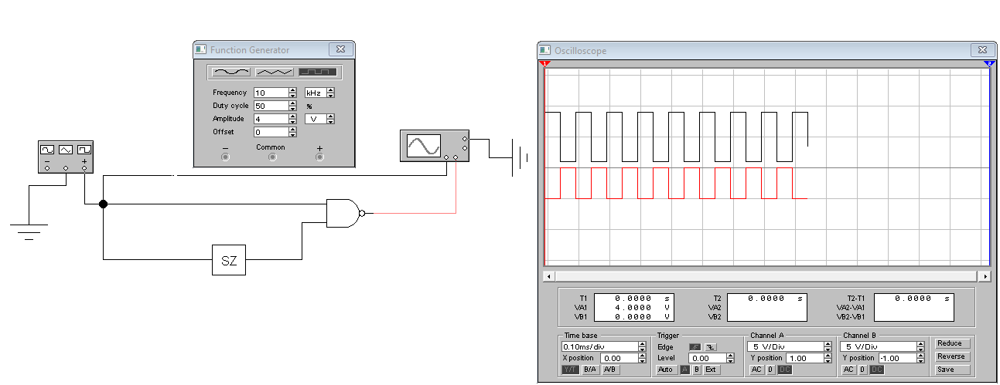 Function Generator
Frequency 10 kHz
Duty cycle 50 %
Amplitude 4 V
Offset 0
− Common +
− +
SZ
Oscilloscope
1 2
T1 0.0000 s T2 0.0000 s T2-T1 0.0000 s
VA1 4.0000 V VA2 VA2-VA1
VB1 0.0000 V VB2 VB2-VB1
Time base Trigger Channel A Channel B Reduce
0.10ms/div Edge 5 V/Div 5 V/Div
X position 0.00 Level 0.00 Y position 1.00 Y position -1.00 Reverse
Y/T B/A A/B Auto A B Ext AC 0 DC AC 0 DC Save